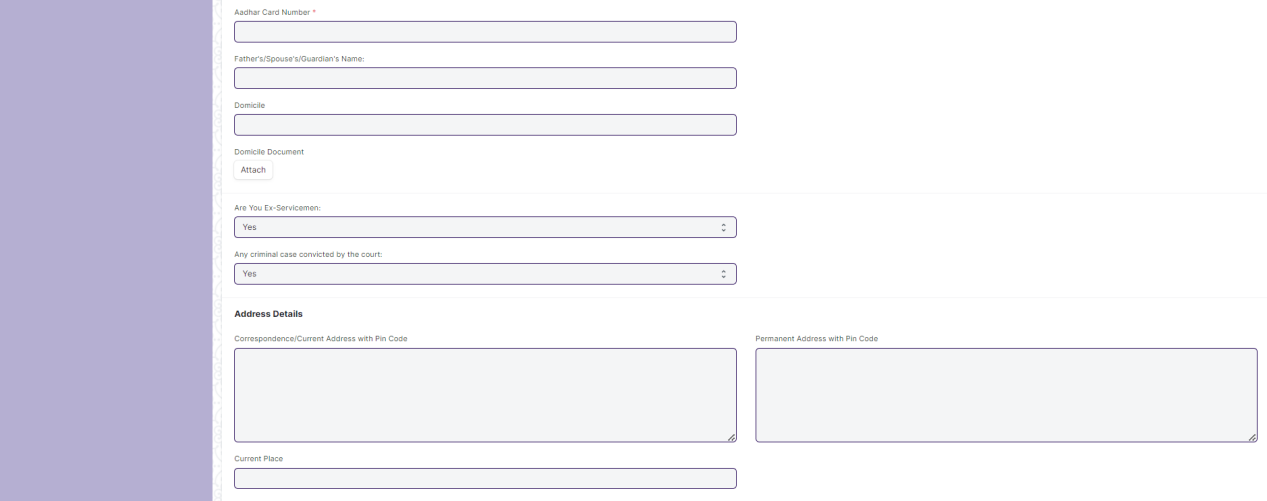 Aadhar Card Number *
Father's/Spouse's/Guardian's Name:
Domicile
Domicile Document
Attach
Are You Ex-Servicemen:
Yes
Any criminal case convicted by the court:
Yes
Address Details
Correspondence/Current Address with Pin Code
Permanent Address with Pin Code
Current Place